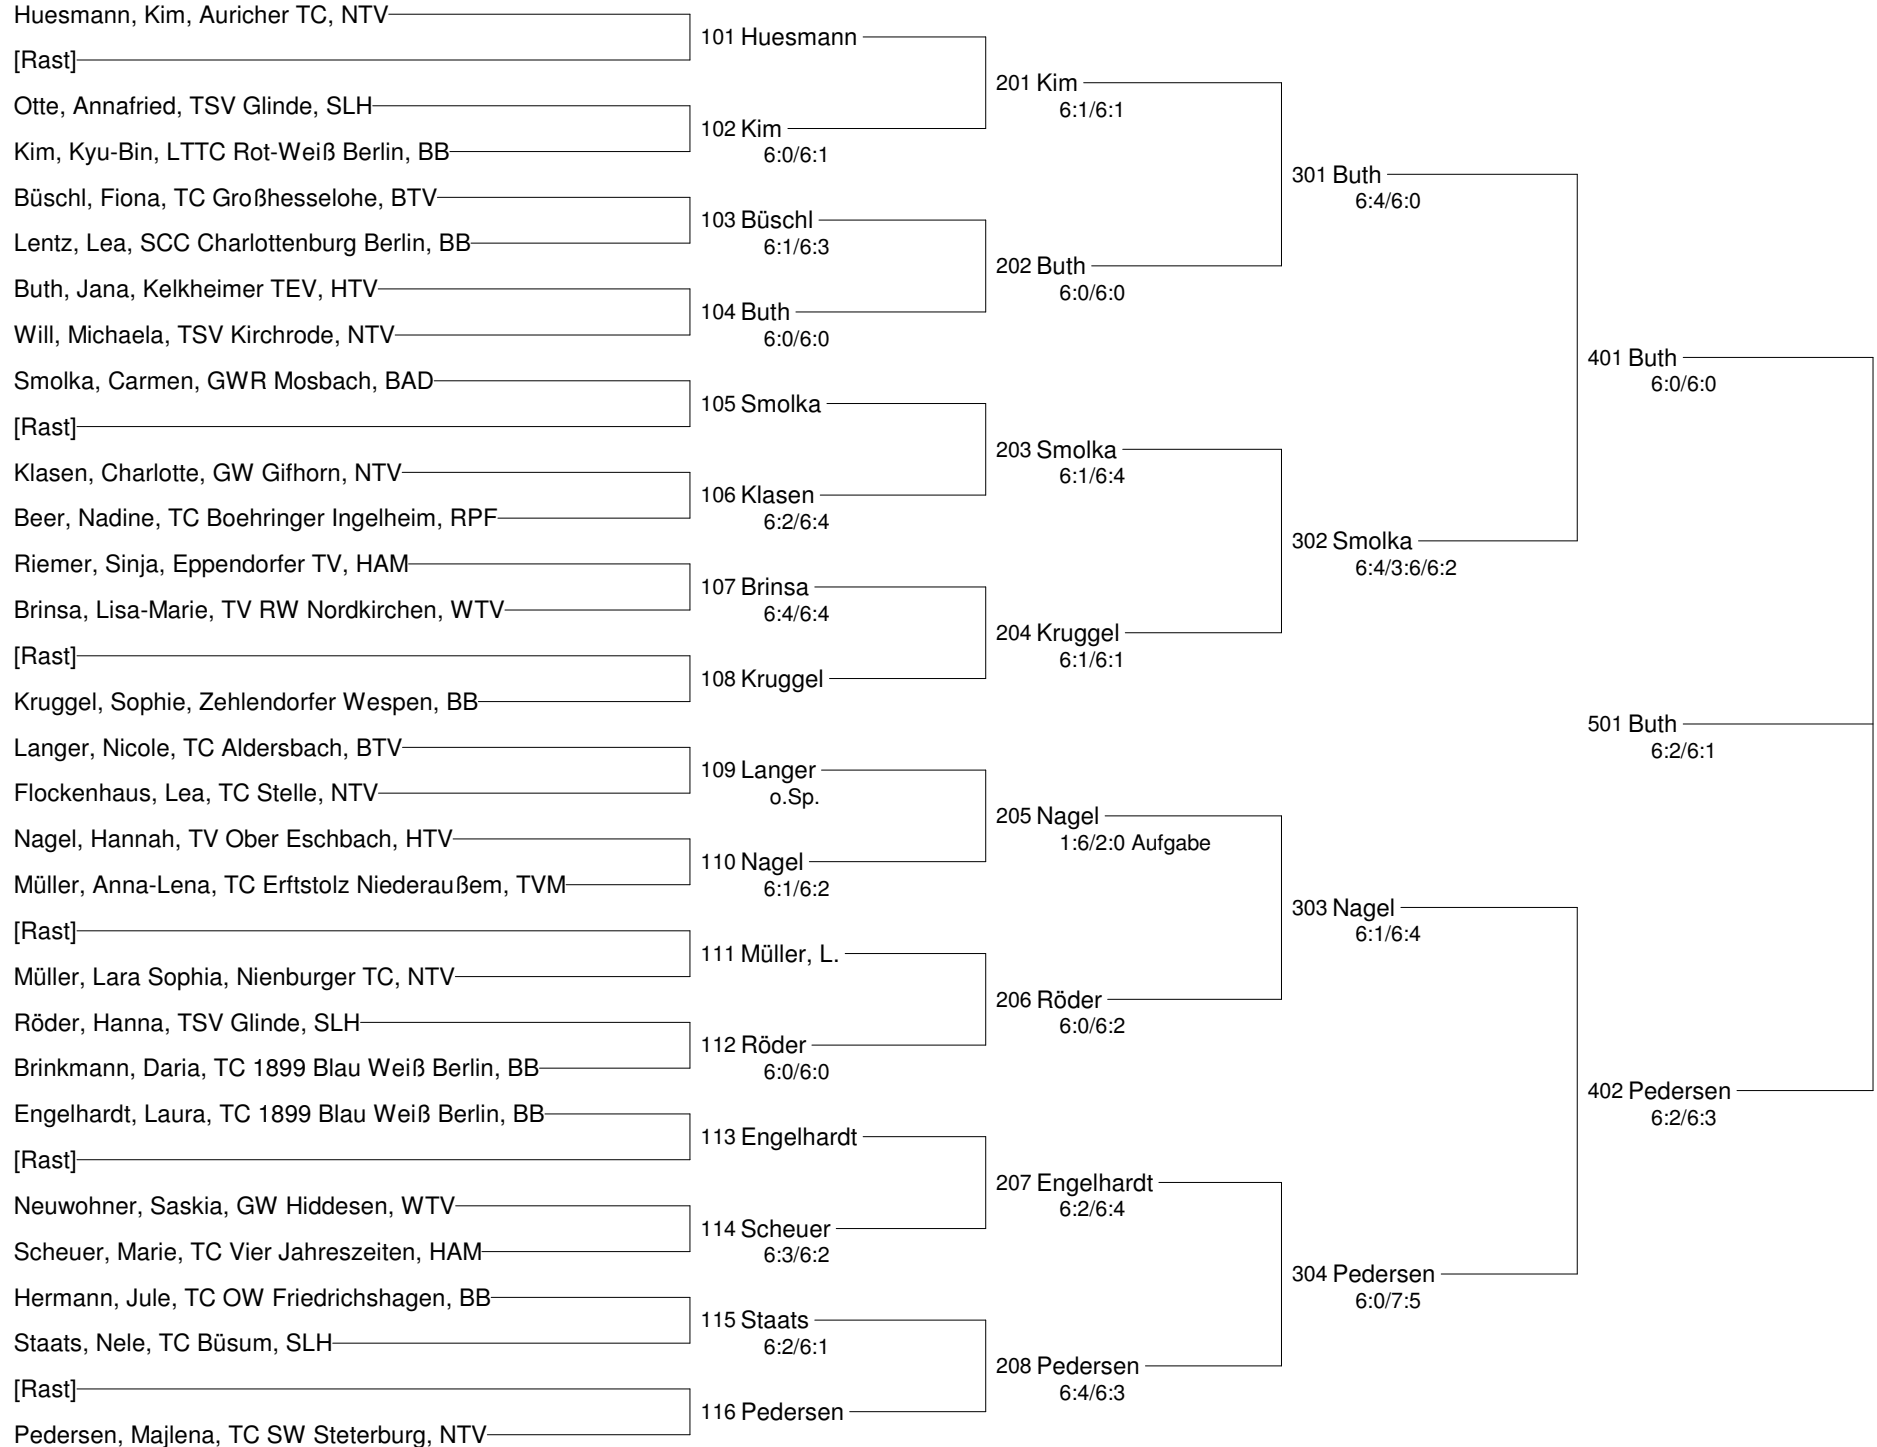 Huesmann, Kim, Auricher TC, NTV
[Rast]
Otte, Annafried, TSV Glinde, SLH
Kim, Kyu-Bin, LTTC Rot-Weiß Berlin, BB
Büschl, Fiona, TC Großhesselohe, BTV
Lentz, Lea, SCC Charlottenburg Berlin, BB
Buth, Jana, Kelkheimer TEV, HTV
Will, Michaela, TSV Kirchrode, NTV
Smolka, Carmen, GWR Mosbach, BAD
[Rast]
Klasen, Charlotte, GW Gifhorn, NTV
Beer, Nadine, TC Boehringer Ingelheim, RPF
Riemer, Sinja, Eppendorfer TV, HAM
Brinsa, Lisa-Marie, TV RW Nordkirchen, WTV
[Rast]
Kruggel, Sophie, Zehlendorfer Wespen, BB
Langer, Nicole, TC Aldersbach, BTV
Flockenhaus, Lea, TC Stelle, NTV
Nagel, Hannah, TV Ober Eschbach, HTV
Müller, Anna-Lena, TC Erftstolz Niederaußem, TVM
[Rast]
Müller, Lara Sophia, Nienburger TC, NTV
Röder, Hanna, TSV Glinde, SLH
Brinkmann, Daria, TC 1899 Blau Weiß Berlin, BB
Engelhardt, Laura, TC 1899 Blau Weiß Berlin, BB
[Rast]
Neuwohner, Saskia, GW Hiddesen, WTV
Scheuer, Marie, TC Vier Jahreszeiten, HAM
Hermann, Jule, TC OW Friedrichshagen, BB
Staats, Nele, TC Büsum, SLH
[Rast]
Pedersen, Majlena, TC SW Steterburg, NTV
101 Huesmann
102 Kim
6:0/6:1
103 Büschl
6:1/6:3
104 Buth
6:0/6:0
105 Smolka
106 Klasen
6:2/6:4
107 Brinsa
6:4/6:4
108 Kruggel
109 Langer
o.Sp.
110 Nagel
6:1/6:2
111 Müller, L.
112 Röder
6:0/6:0
113 Engelhardt
114 Scheuer
6:3/6:2
115 Staats
6:2/6:1
116 Pedersen
201 Kim
6:1/6:1
202 Buth
6:0/6:0
203 Smolka
6:1/6:4
204 Kruggel
6:1/6:1
205 Nagel
1:6/2:0 Aufgabe
206 Röder
6:0/6:2
207 Engelhardt
6:2/6:4
208 Pedersen
6:4/6:3
301 Buth
6:4/6:0
302 Smolka
6:4/3:6/6:2
303 Nagel
6:1/6:4
304 Pedersen
6:0/7:5
401 Buth
6:0/6:0
501 Buth
6:2/6:1
402 Pedersen
6:2/6:3